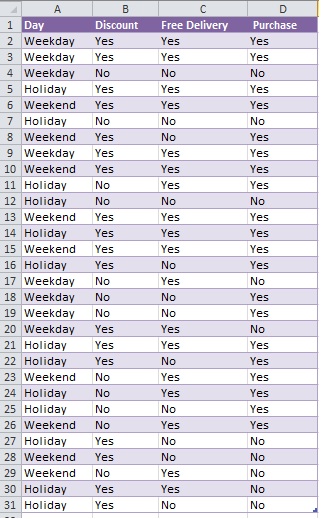 A B C D
1 Day Discount Free Delivery Purchase
2 Weekday Yes Yes Yes
3 Weekday Yes Yes Yes
4 Weekday No No No
5 Holiday Yes Yes Yes
6 Weekend Yes Yes Yes
7 Holiday No No No
8 Weekend Yes No Yes
9 Weekday Yes Yes Yes
10 Weekend Yes Yes Yes
11 Holiday No Yes Yes
12 Holiday No No No
13 Weekend Yes Yes Yes
14 Holiday Yes Yes Yes
15 Weekend Yes Yes Yes
16 Holiday Yes No Yes
17 Weekday No Yes No
18 Weekday No No Yes
19 Weekday No No Yes
20 Weekday Yes Yes No
21 Holiday Yes Yes Yes
22 Holiday Yes No Yes
23 Weekend No Yes Yes
24 Holiday No Yes Yes
25 Holiday No No Yes
26 Weekend No Yes Yes
27 Holiday Yes No No
28 Weekend Yes No No
29 Weekend No Yes No
30 Holiday Yes Yes Yes
31 Holiday Yes No No